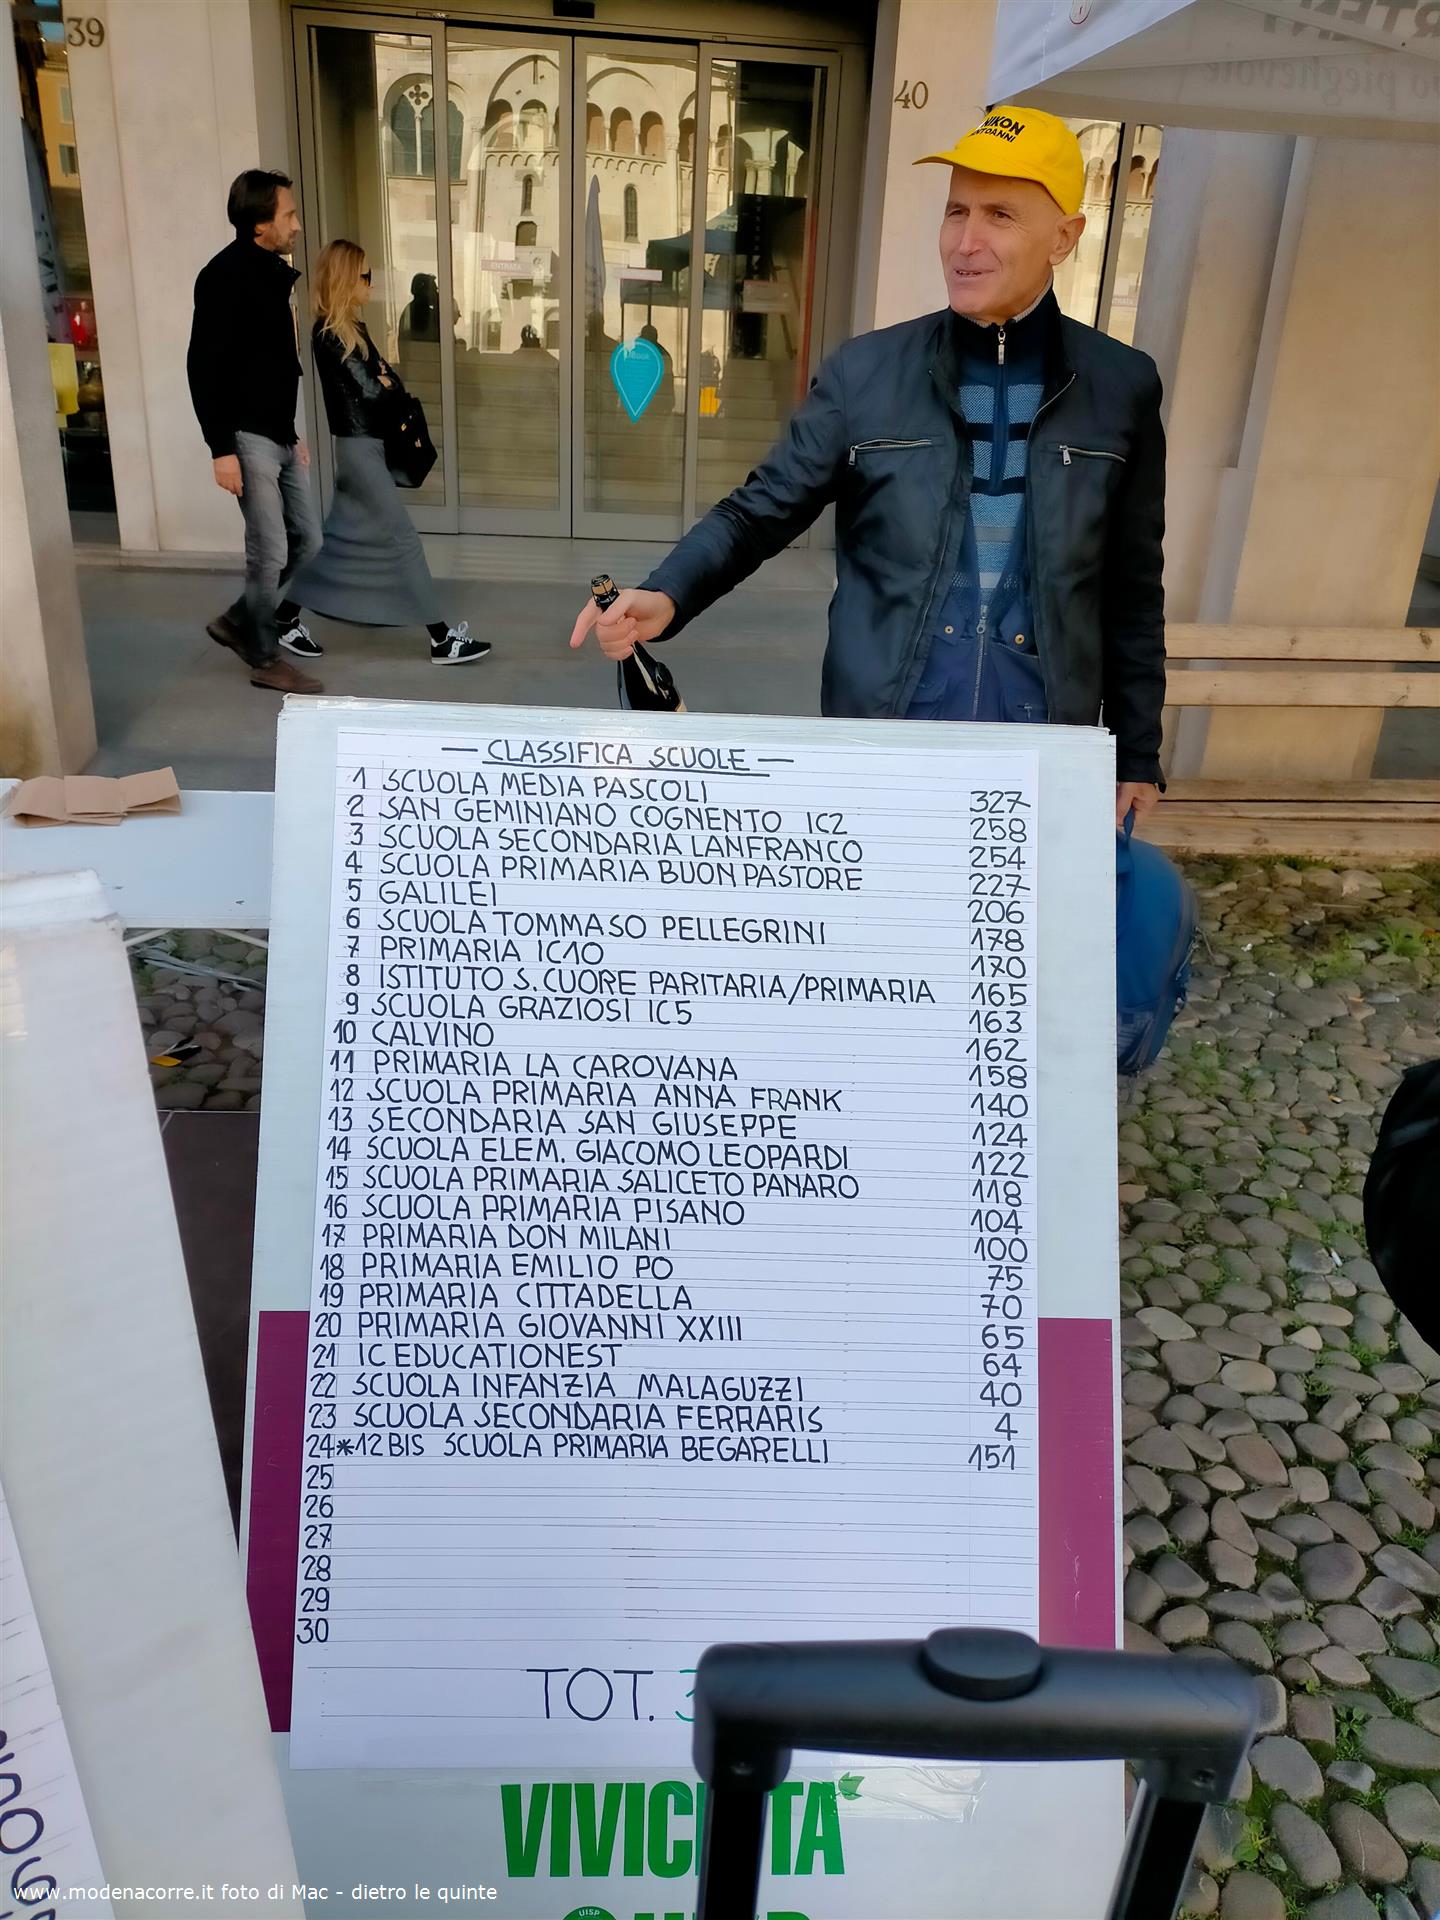 39
40
NIKON
ENTRATA
— CLASSIFICA SCUOLE —
1 SCUOLA MEDIA PASCOLI 327
2 SAN GEMINIANO COGNENTO IC2 258
3 SCUOLA SECONDARIA LANFRANCO 254
4 SCUOLA PRIMARIA BUON PASTORE 227
5 GALILEI 206
6 SCUOLA TOMMASO PELLEGRINI 178
7 PRIMARIA IC10 170
8 ISTITUTO S. CUORE PARITARIA/PRIMARIA 165
9 SCUOLA GRAZIOSI IC5 163
10 CALVINO 162
11 PRIMARIA LA CAROVANA 158
12 SCUOLA PRIMARIA ANNA FRANK 140
13 SECONDARIA SAN GIUSEPPE 124
14 SCUOLA ELEM. GIACOMO LEOPARDI 122
15 SCUOLA PRIMARIA SALICETO PANARO 118
16 SCUOLA PRIMARIA PISANO 104
17 PRIMARIA DON MILANI 100
18 PRIMARIA EMILIO PO 75
19 PRIMARIA CITTADELLA 70
20 PRIMARIA GIOVANNI XXIII 65
21 IC EDUCATIONEST 64
22 SCUOLA INFANZIA MALAGUZZI 40
23 SCUOLA SECONDARIA FERRARIS 4
24*12BIS SCUOLA PRIMARIA BEGARELLI 151
25
26
27
28
29
30
TOT. 3
VIVICITTA
UISP
www.modenacorre.it foto di Mac - dietro le quinte